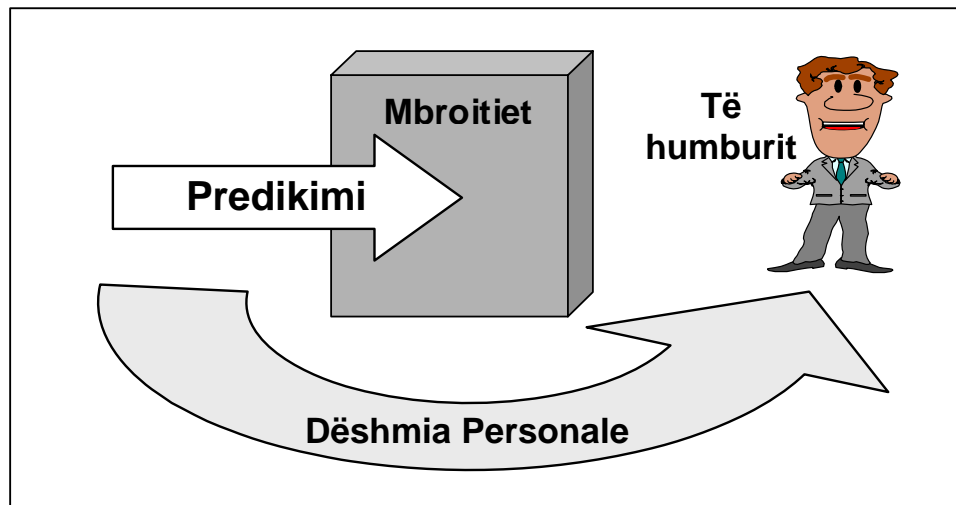 Mbroitiet
Të
humburit
Predikimi
Dëshmia Personale